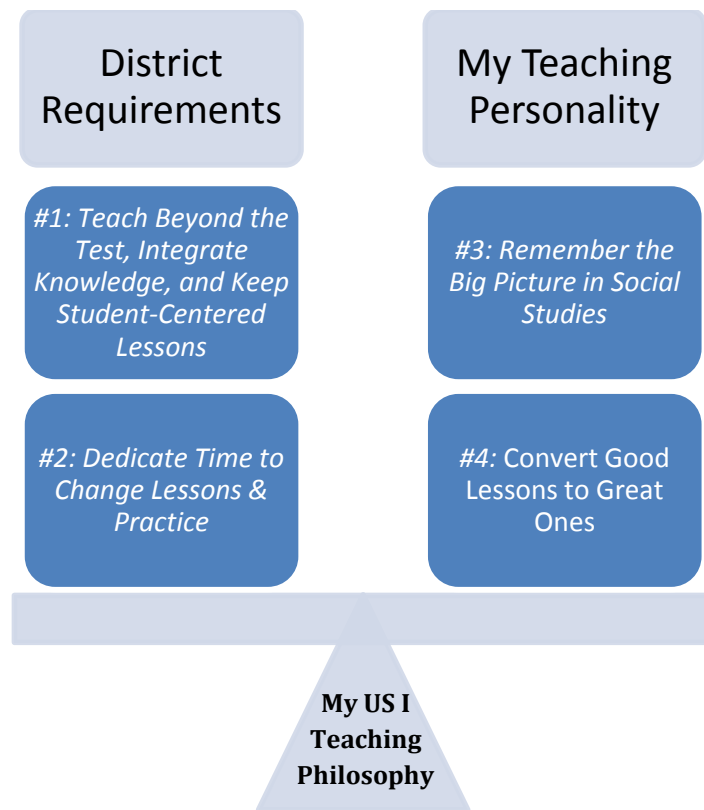 District
Requirements
#1: Teach Beyond the
Test, Integrate
Knowledge, and Keep
Student-Centered
Lessons
#2: Dedicate Time to
Change Lessons &
Practice
My Teaching
Personality
#3: Remember the
Big Picture in Social
Studies
#4: Convert Good
Lessons to Great
Ones
My US I
Teaching
Philosophy